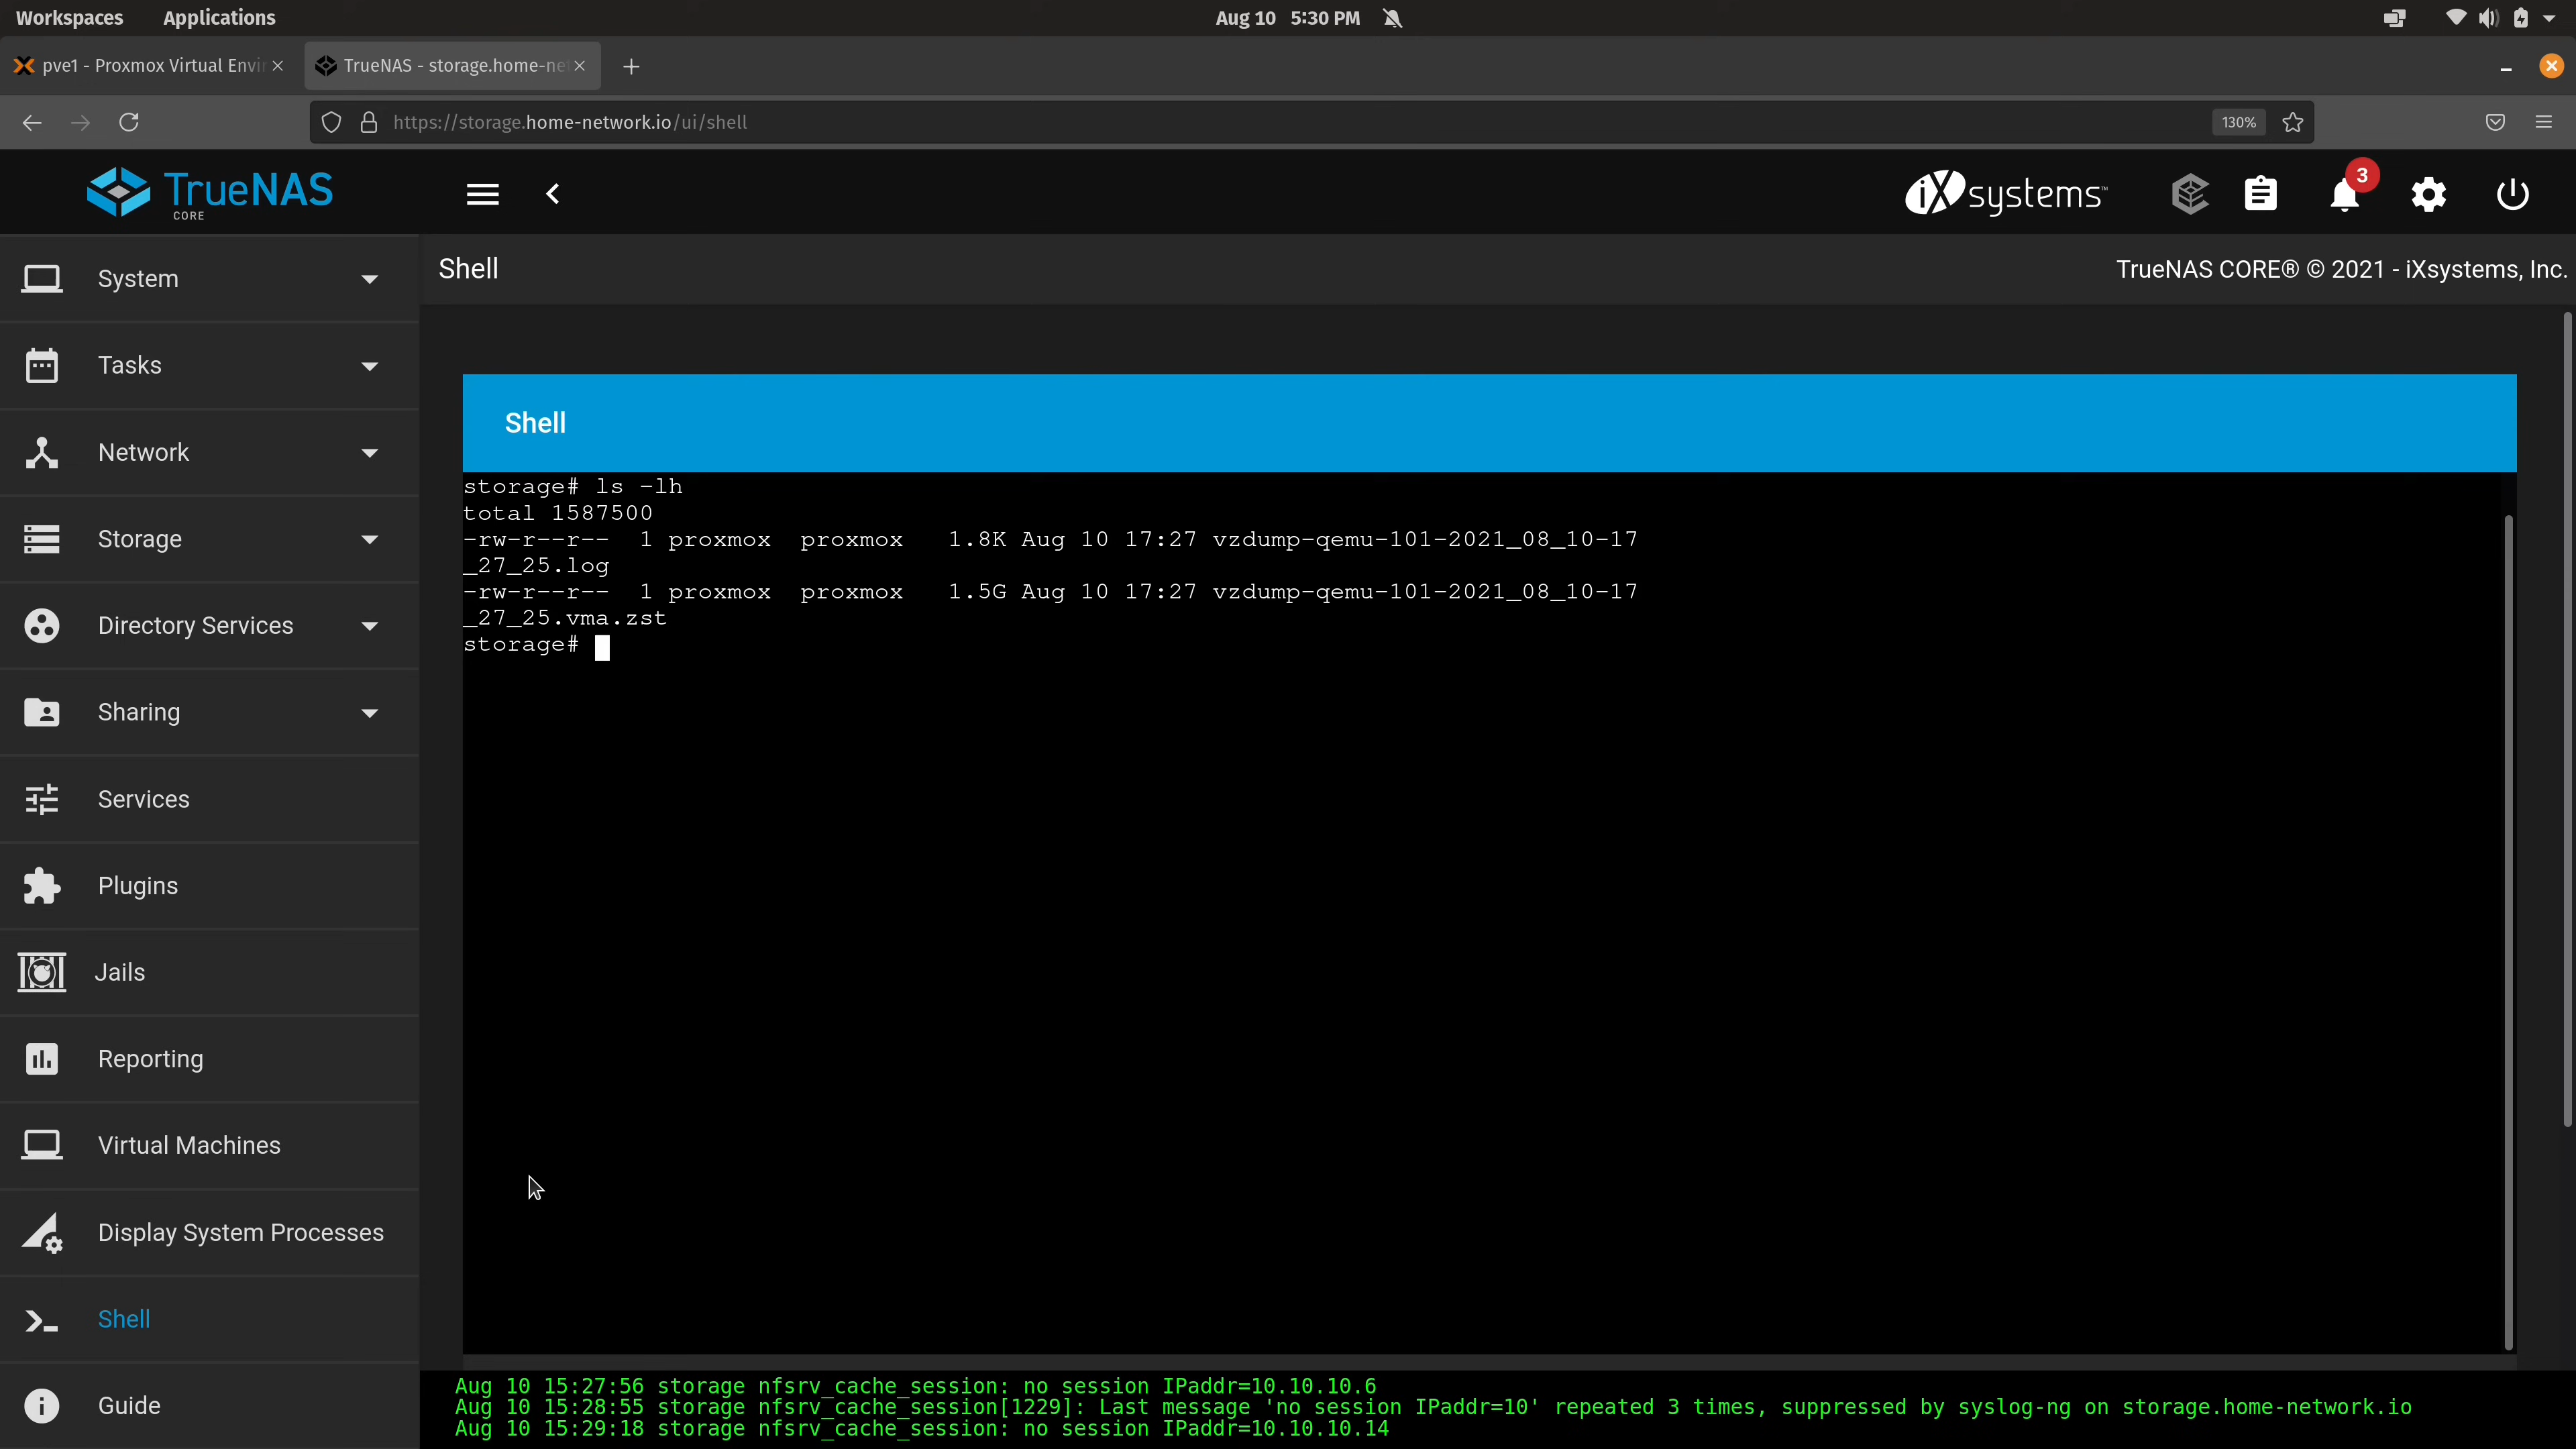 Workspaces Applications Aug 10 5:30 PM
pve1 - Proxmox Virtual Envir TrueNAS - storage.home-net
https://storage.home-network.io/ui/shell 130%
TrueNAS CORE iXsystems™ 3
Shell TrueNAS CORE® © 2021 - iXsystems, Inc.
System
Tasks
Network
Storage
Directory Services
Sharing
Services
Plugins
Jails
Reporting
Virtual Machines
Display System Processes
Shell
Guide
Shell
storage# ls -lh
total 1587500
-rw-r--r-- 1 proxmox proxmox 1.8K Aug 10 17:27 vzdump-qemu-101-2021_08_10-17
_27_25.log
-rw-r--r-- 1 proxmox proxmox 1.5G Aug 10 17:27 vzdump-qemu-101-2021_08_10-17
_27_25.vma.zst
storage#
Aug 10 15:27:56 storage nfsrv_cache_session: no session IPaddr=10.10.10.6
Aug 10 15:28:55 storage nfsrv_cache_session[1229]: Last message 'no session IPaddr=10' repeated 3 times, suppressed by syslog-ng on storage.home-network.io
Aug 10 15:29:18 storage nfsrv_cache_session: no session IPaddr=10.10.10.14